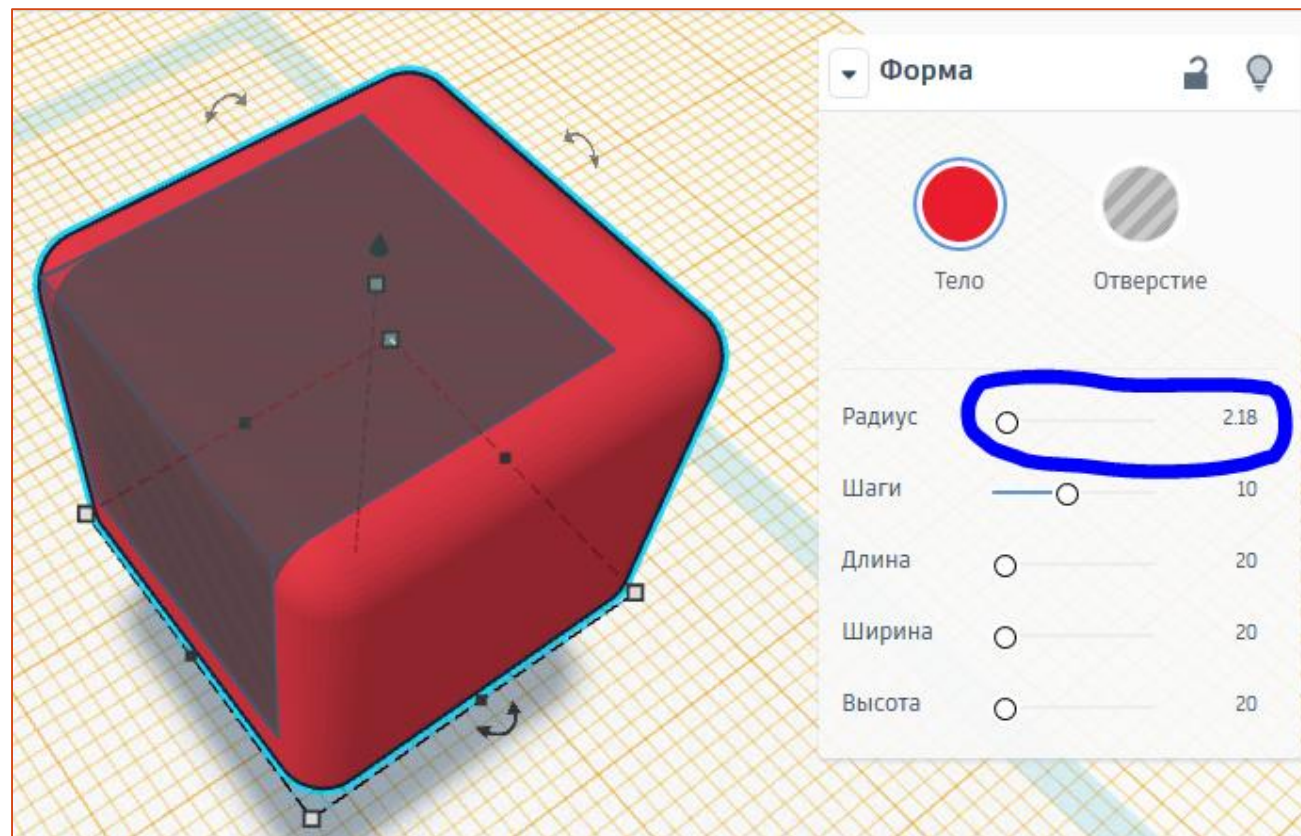 Форма
Тело Отверстие
Радиус 2.18
Шаги 10
Длина 20
Ширина 20
Высота 20